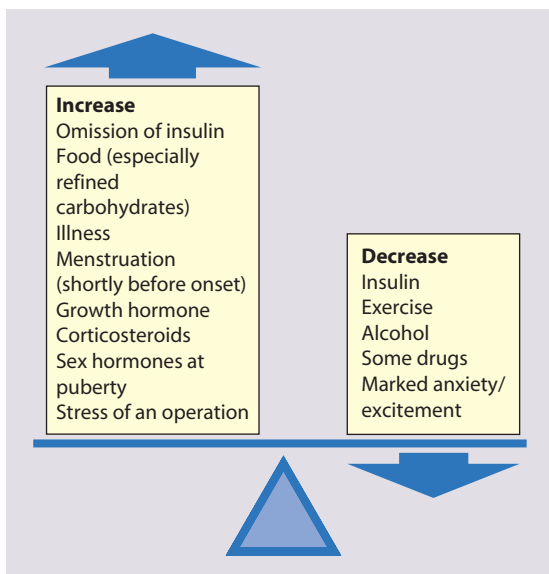 Increase
Omission of insulin
Food (especially
refined
carbohydrates)
Illness
Menstruation
(shortly before onset)
Growth hormone
Corticosteroids
Sex hormones at
puberty
Stress of an operation
Decrease
Insulin
Exercise
Alcohol
Some drugs
Marked anxiety/
excitement